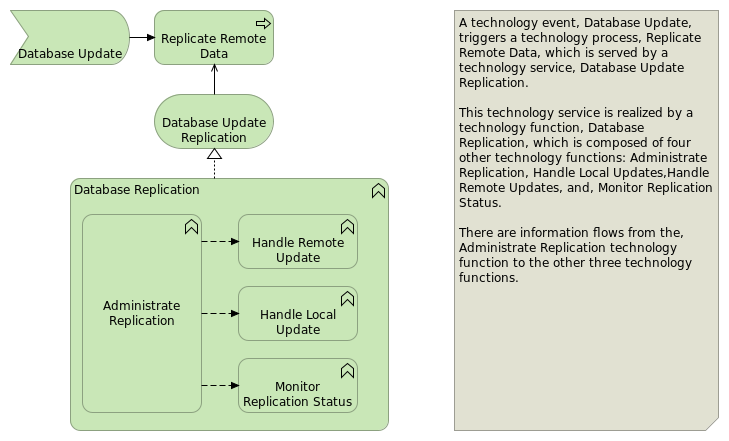 Database Update
Replicate Remote
Data
Database Update
Replication
Database Replication
Administrate
Replication
Handle Remote
Update
Handle Local
Update
Monitor
Replication Status
A technology event, Database Update,
triggers a technology process, Replicate
Remote Data, which is served by a
technology service, Database Update
Replication.
This technology service is realized by a
technology function, Database
Replication, which is composed of four
other technology functions: Administrate
Replication, Handle Local Updates,Handle
Remote Updates, and, Monitor Replication
Status.
There are information flows from the,
Administrate Replication technology
function to the other three technology
functions.